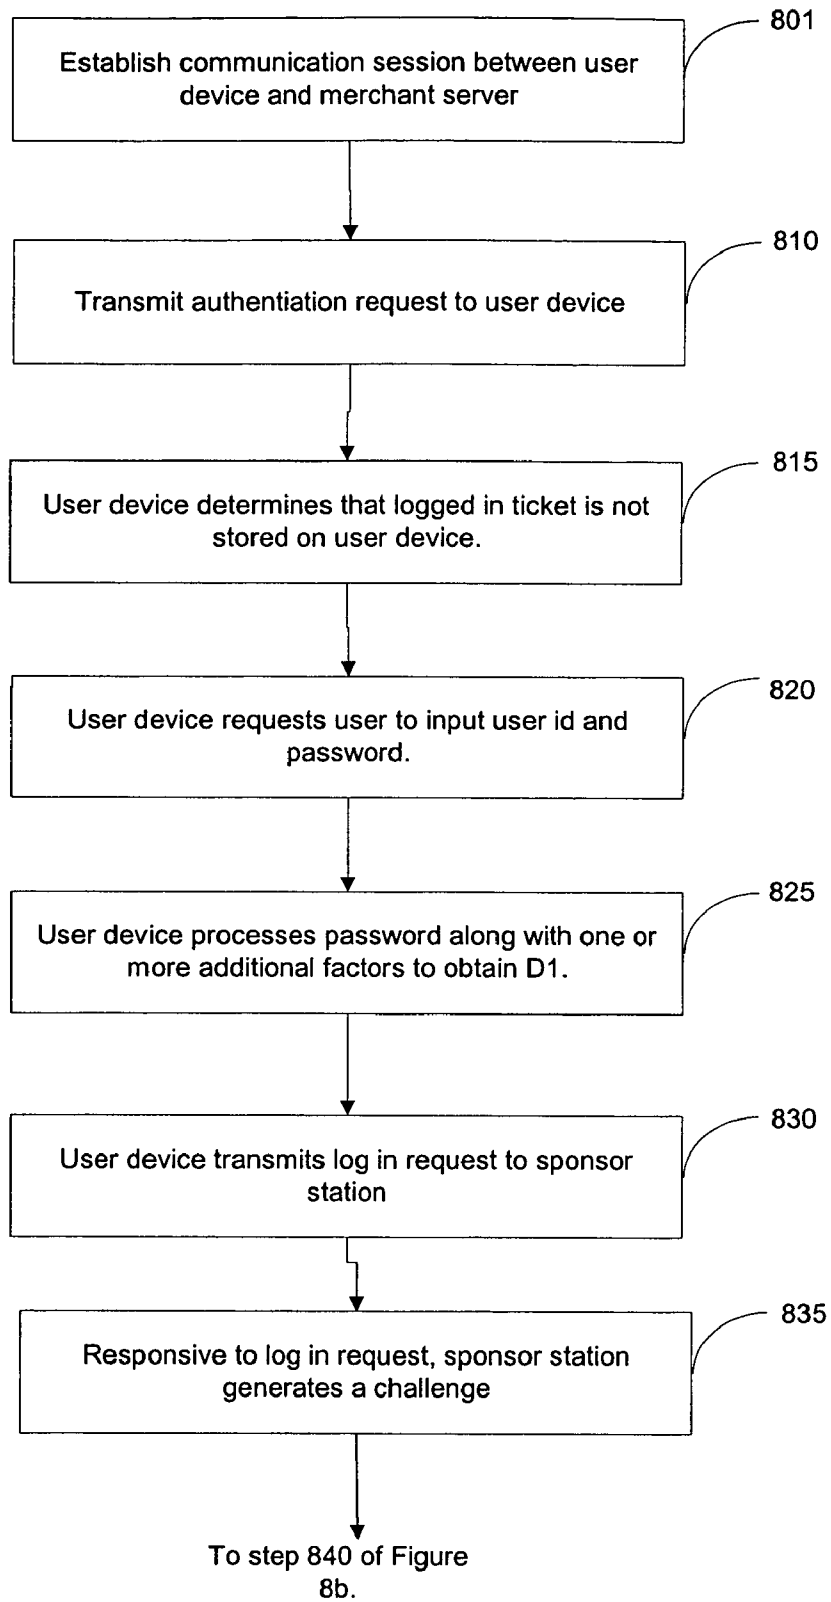 801
Establish communication session between user
device and merchant server
810
Transmit authentiation request to user device
815
User device determines that logged in ticket is not
stored on user device.
820
User device requests user to input user id and
password.
825
User device processes password along with one or
more additional factors to obtain D1.
830
User device transmits log in request to sponsor
station
835
Responsive to log in request, sponsor station
generates a challenge
To step 840 of Figure
8b.